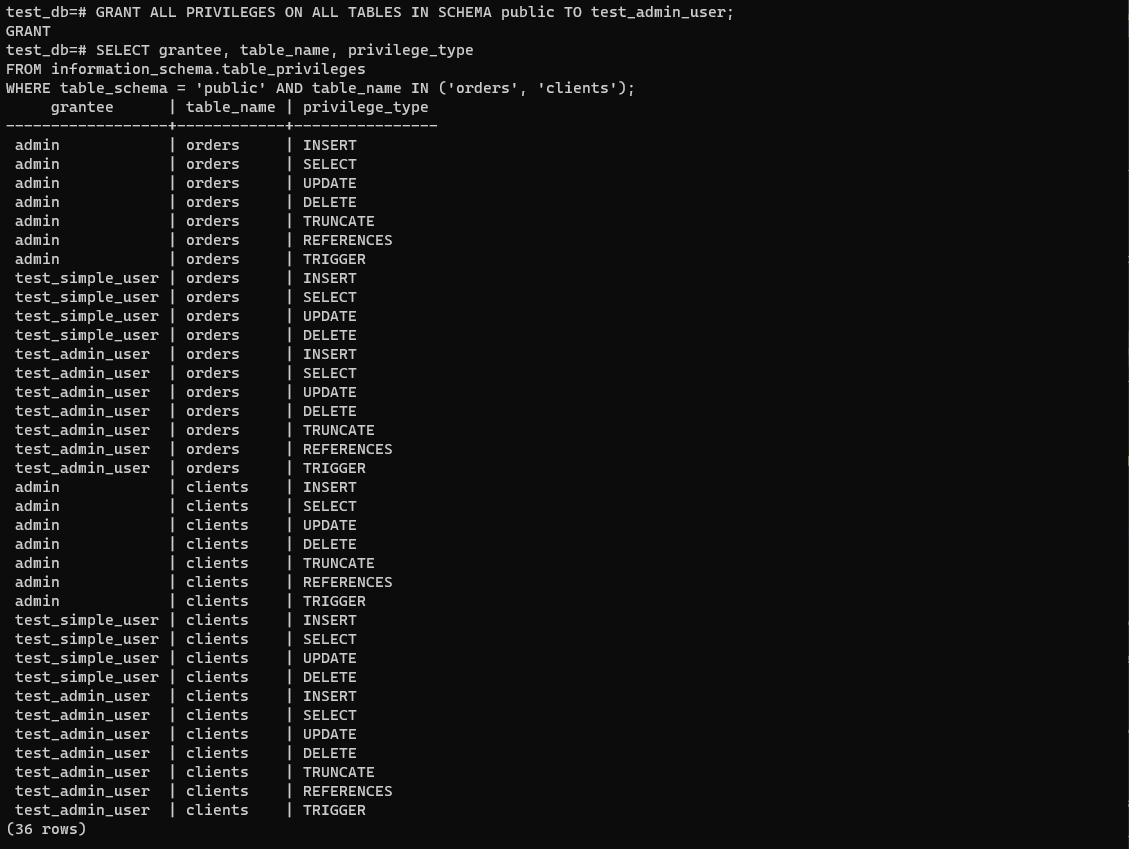 test_db=# GRANT ALL PRIVILEGES ON ALL TABLES IN SCHEMA public TO test_admin_user;
GRANT
test_db=# SELECT grantee, table_name, privilege_type
FROM information_schema.table_privileges
WHERE table_schema = 'public' AND table_name IN ('orders', 'clients');
     grantee      | table_name | privilege_type
------------------+------------+----------------
 admin            | orders     | INSERT
 admin            | orders     | SELECT
 admin            | orders     | UPDATE
 admin            | orders     | DELETE
 admin            | orders     | TRUNCATE
 admin            | orders     | REFERENCES
 admin            | orders     | TRIGGER
 test_simple_user | orders     | INSERT
 test_simple_user | orders     | SELECT
 test_simple_user | orders     | UPDATE
 test_simple_user | orders     | DELETE
 test_admin_user  | orders     | INSERT
 test_admin_user  | orders     | SELECT
 test_admin_user  | orders     | UPDATE
 test_admin_user  | orders     | DELETE
 test_admin_user  | orders     | TRUNCATE
 test_admin_user  | orders     | REFERENCES
 test_admin_user  | orders     | TRIGGER
 admin            | clients    | INSERT
 admin            | clients    | SELECT
 admin            | clients    | UPDATE
 admin            | clients    | DELETE
 admin            | clients    | TRUNCATE
 admin            | clients    | REFERENCES
 admin            | clients    | TRIGGER
 test_simple_user | clients    | INSERT
 test_simple_user | clients    | SELECT
 test_simple_user | clients    | UPDATE
 test_simple_user | clients    | DELETE
 test_admin_user  | clients    | INSERT
 test_admin_user  | clients    | SELECT
 test_admin_user  | clients    | UPDATE
 test_admin_user  | clients    | DELETE
 test_admin_user  | clients    | TRUNCATE
 test_admin_user  | clients    | REFERENCES
 test_admin_user  | clients    | TRIGGER
(36 rows)